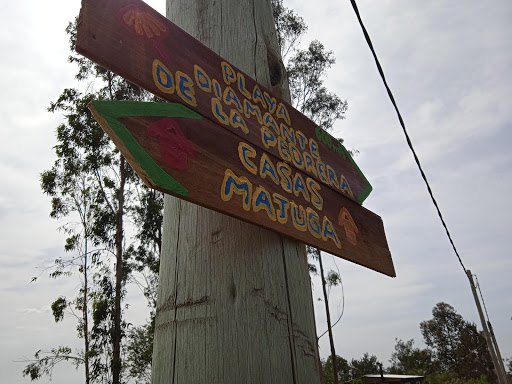 PLAYA
DIAMANTE
DE LA PEDRERA
CASAS
MATUGA